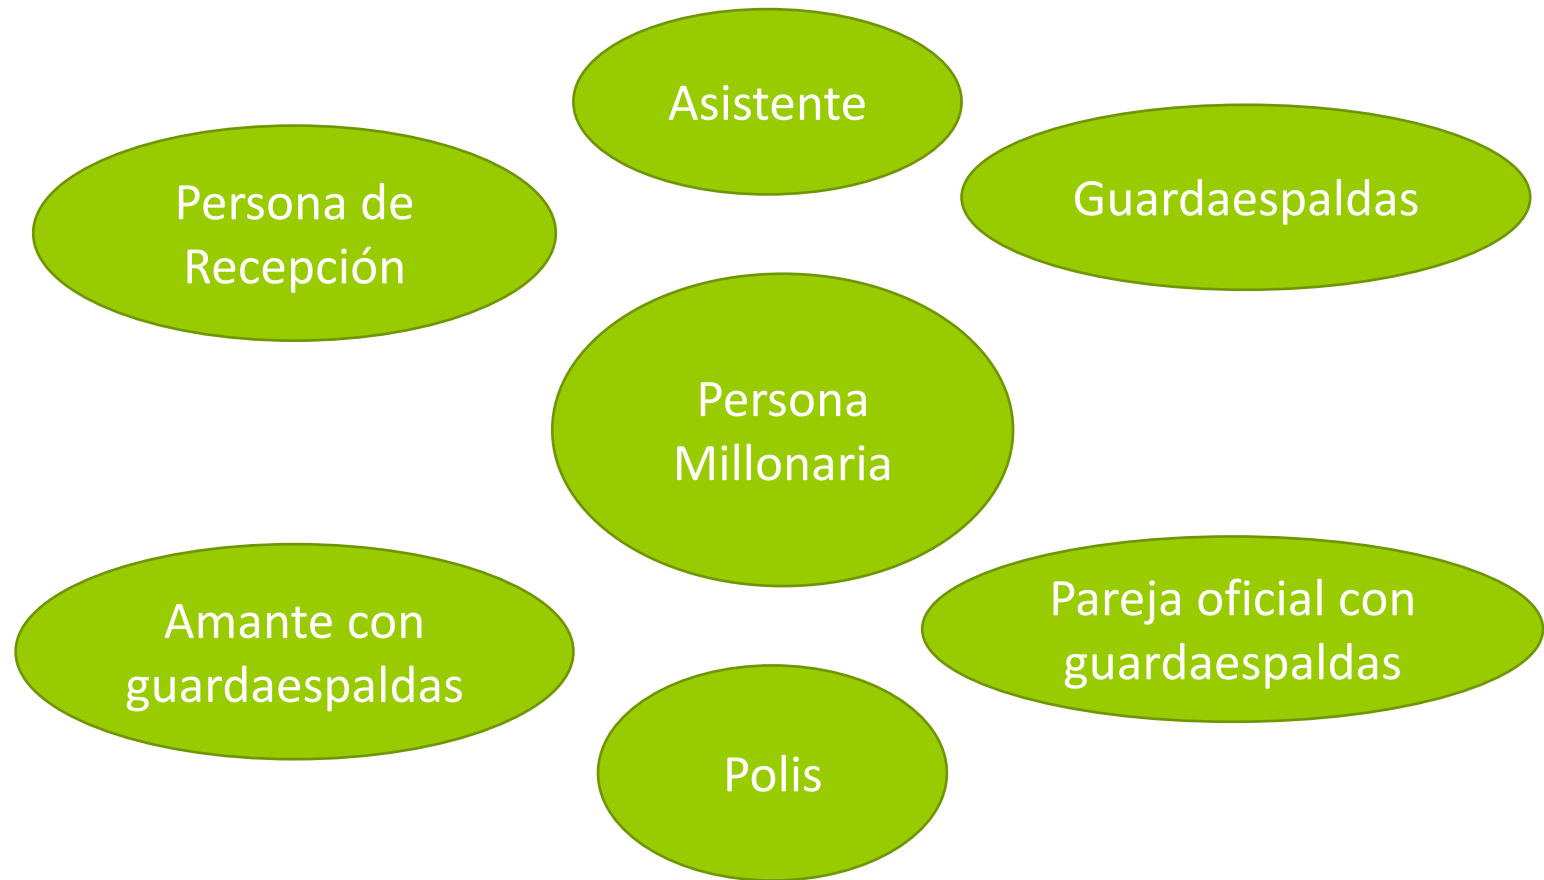 Asistente
Persona de
Recepción
Guardaespaldas
Persona
Millonaria
Amante con
guardaespaldas
Pareja oficial con
guardaespaldas
Polis